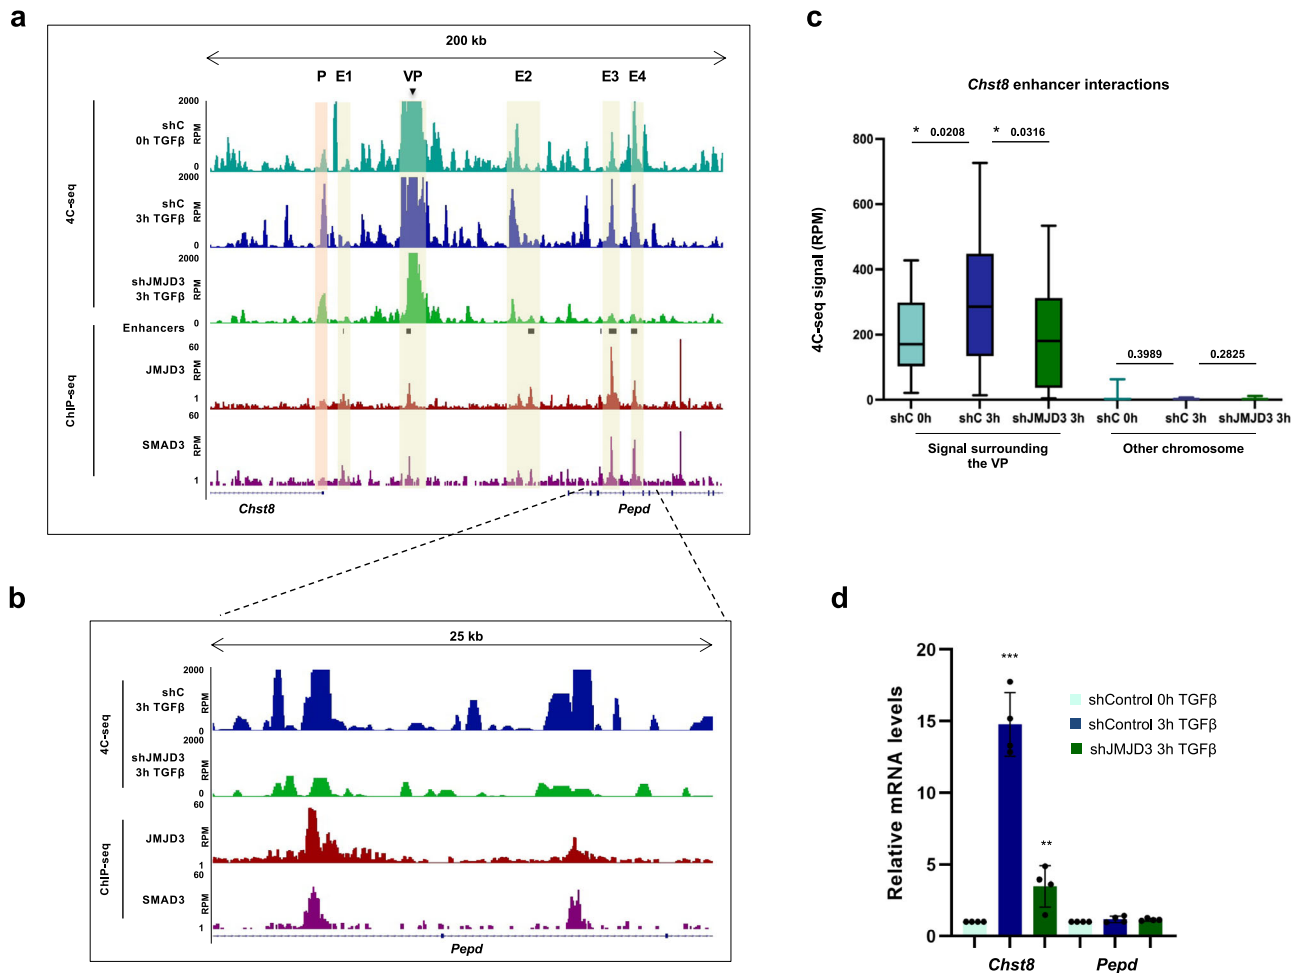 a
200 kb
P E1 VP E2 E3 E4
4C-seq
shC
0h TGFβ
2000
RPM
0
shC
3h TGFβ
2000
RPM
0
shJMJD3
3h TGFβ
2000
RPM
0
Enhancers
ChIP-seq
JMJD3
60
RPM
1
SMAD3
60
RPM
1
Chst8
Pepd
b
25 kb
4C-seq
shC
3h TGFβ
2000
RPM
0
shJMJD3
3h TGFβ
2000
RPM
0
ChIP-seq
JMJD3
60
RPM
1
SMAD3
60
RPM
1
Pepd
c
Chst8 enhancer interactions
4C-seq signal (RPM)
800
600
400
200
0
* 0.0208
* 0.0316
0.3989
0.2825
shC 0h shC 3h shJMJD3 3h shC 0h shC 3h shJMJD3 3h
Signal surrounding
the VP
Other chromosome
d
Relative mRNA levels
20
15
10
5
0
***
**
shControl 0h TGFβ
shControl 3h TGFβ
shJMJD3 3h TGFβ
Chst8
Pepd